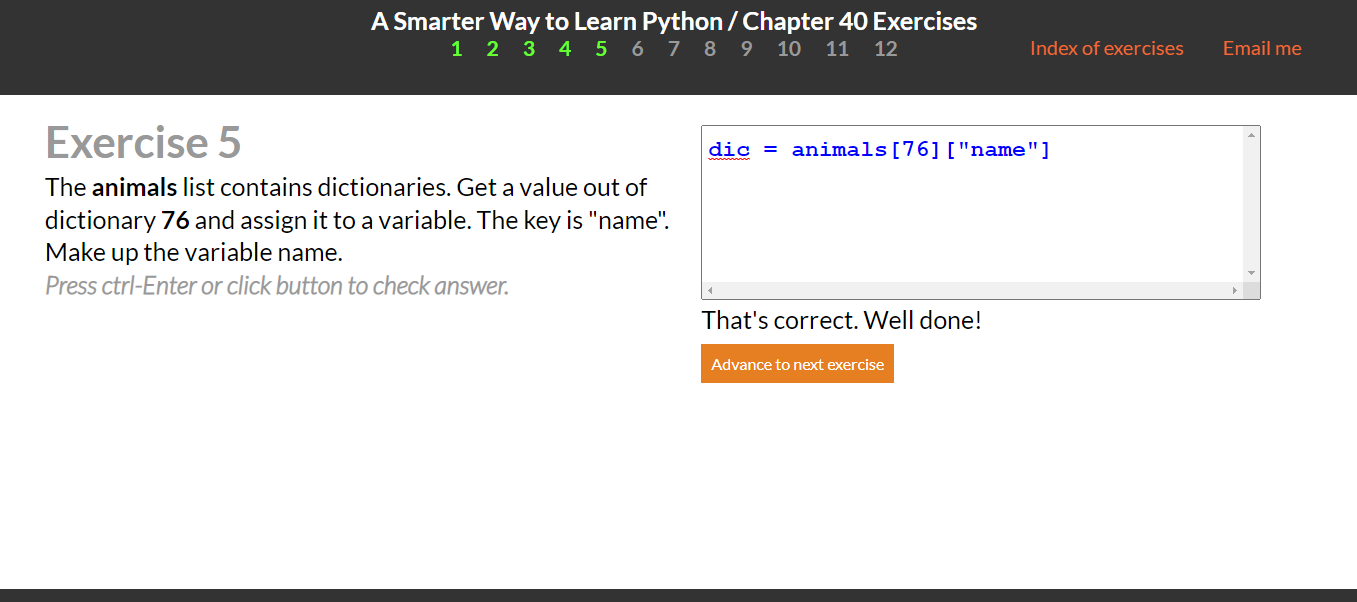 A Smarter Way to Learn Python / Chapter 40 Exercises
1 2 3 4 5 6 7 8 9 10 11 12
Index of exercises Email me
Exercise 5
The animals list contains dictionaries. Get a value out of
dictionary 76 and assign it to a variable. The key is "name".
Make up the variable name.
Press ctrl-Enter or click button to check answer.
dic = animals[76]["name"]
That's correct. Well done!
Advance to next exercise